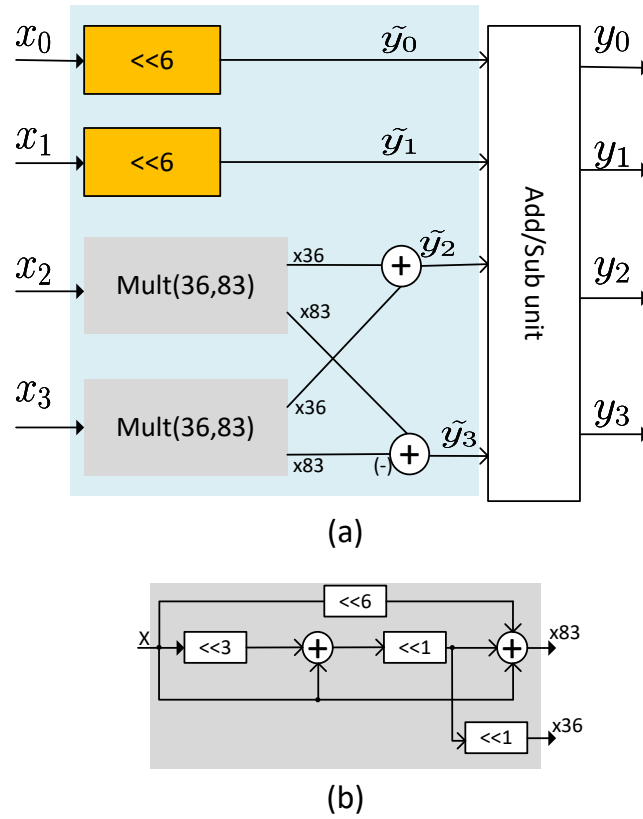 x₀ <<6 ỹ₀ y₀
x₁ <<6 ỹ₁ y₁
x₂ Mult(36,83) x36 + ỹ₂ y₂
x83
Add/Sub unit
x₃ Mult(36,83) x36 ỹ₃ y₃
x83 (-) +
(a)
<<6
X <<3 + <<1 + x83
<<1 x36
(b)